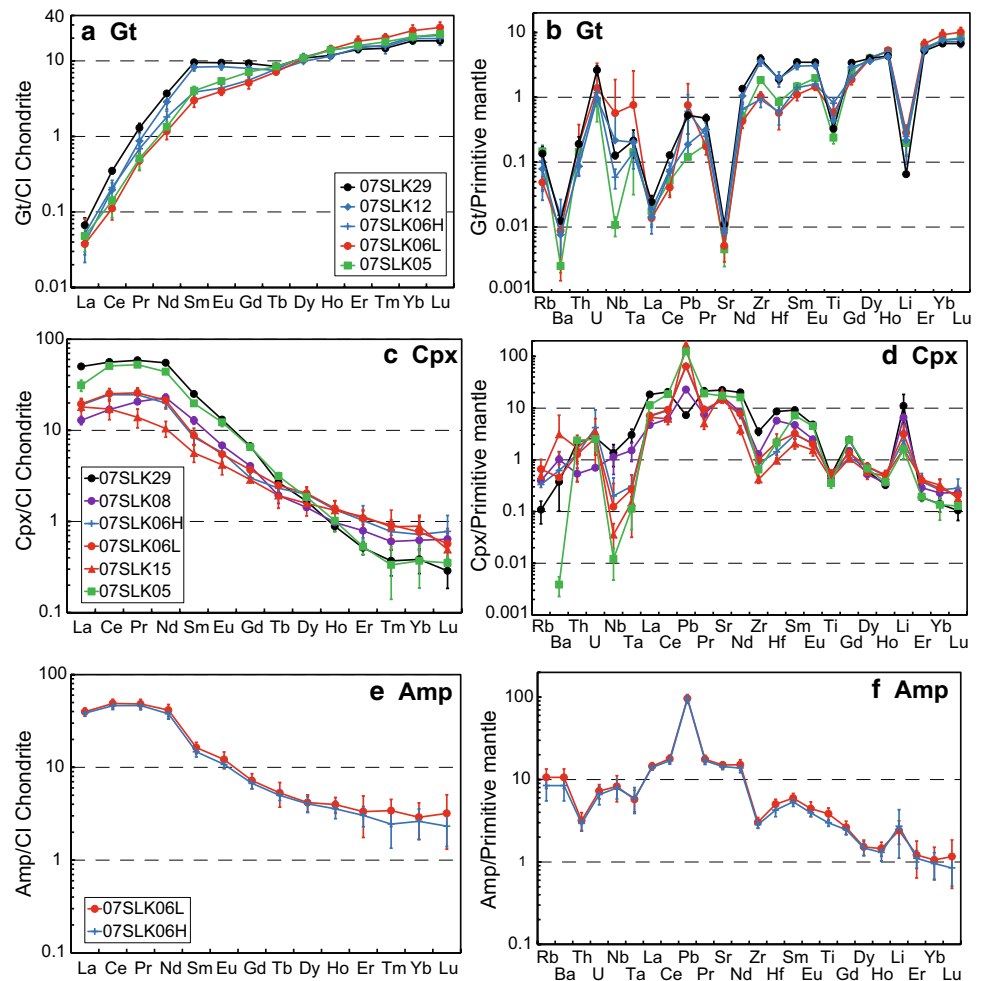 a Gt
Gt/CI Chondrite
40
10
1
0.1
0.01
07SLK29
07SLK12
07SLK06H
07SLK06L
07SLK05
La Ce Pr Nd Sm Eu Gd Tb Dy Ho Er Tm Yb Lu
b Gt
Gt/Primitive mantle
20
10
1
0.1
0.01
0.001
Rb Th Nb La Pb Sr Zr Sm Ti Dy Li Yb
Ba U Ta Ce Pr Nd Hf Eu Gd Ho Er Lu
c Cpx
Cpx/CI Chondrite
100
10
1
0.1
07SLK29
07SLK08
07SLK06H
07SLK06L
07SLK15
07SLK05
La Ce Pr Nd Sm Eu Gd Tb Dy Ho Er Tm Yb Lu
d Cpx
Cpx/Primitive mantle
100
10
1
0.1
0.01
0.001
Rb Th Nb La Pb Sr Zr Sm Ti Dy Li Yb
Ba U Ta Ce Pr Nd Hf Eu Gd Ho Er Lu
e Amp
Amp/CI Chondrite
100
10
1
0.1
07SLK06L
07SLK06H
La Ce Pr Nd Sm Eu Gd Tb Dy Ho Er Tm Yb Lu
f Amp
Amp/Primitive mantle
100
10
1
0.1
Rb Th Nb La Pb Sr Zr Sm Ti Dy Li Yb
Ba U Ta Ce Pr Nd Hf Eu Gd Ho Er Lu